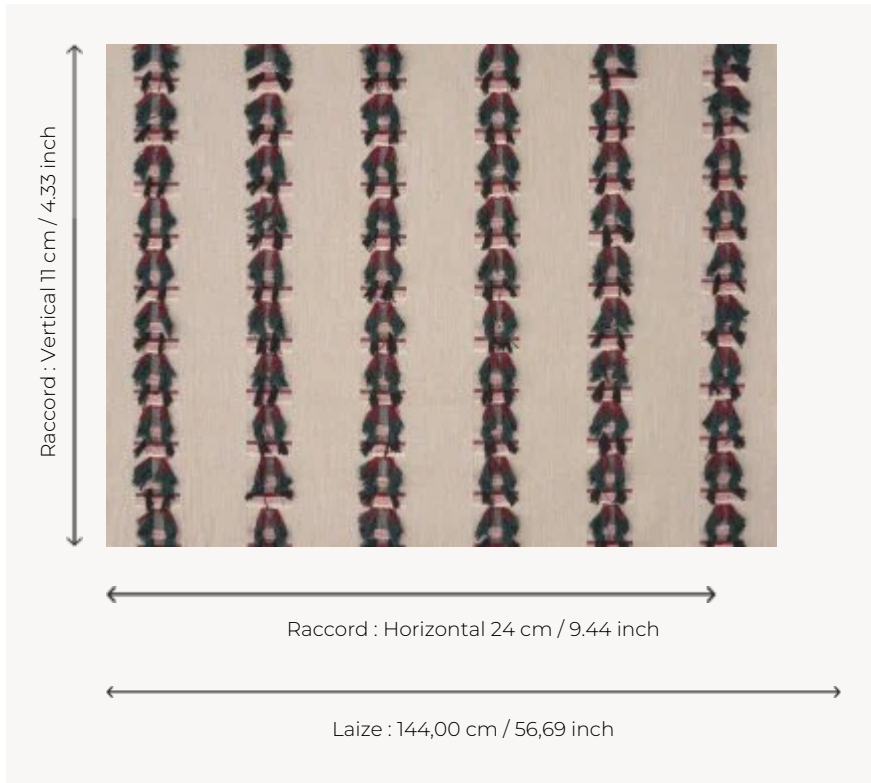 Raccord : Vertical 11 cm / 4.33 inch
Raccord : Horizontal 24 cm / 9.44 inch
Laize : 144,00 cm / 56,69 inch